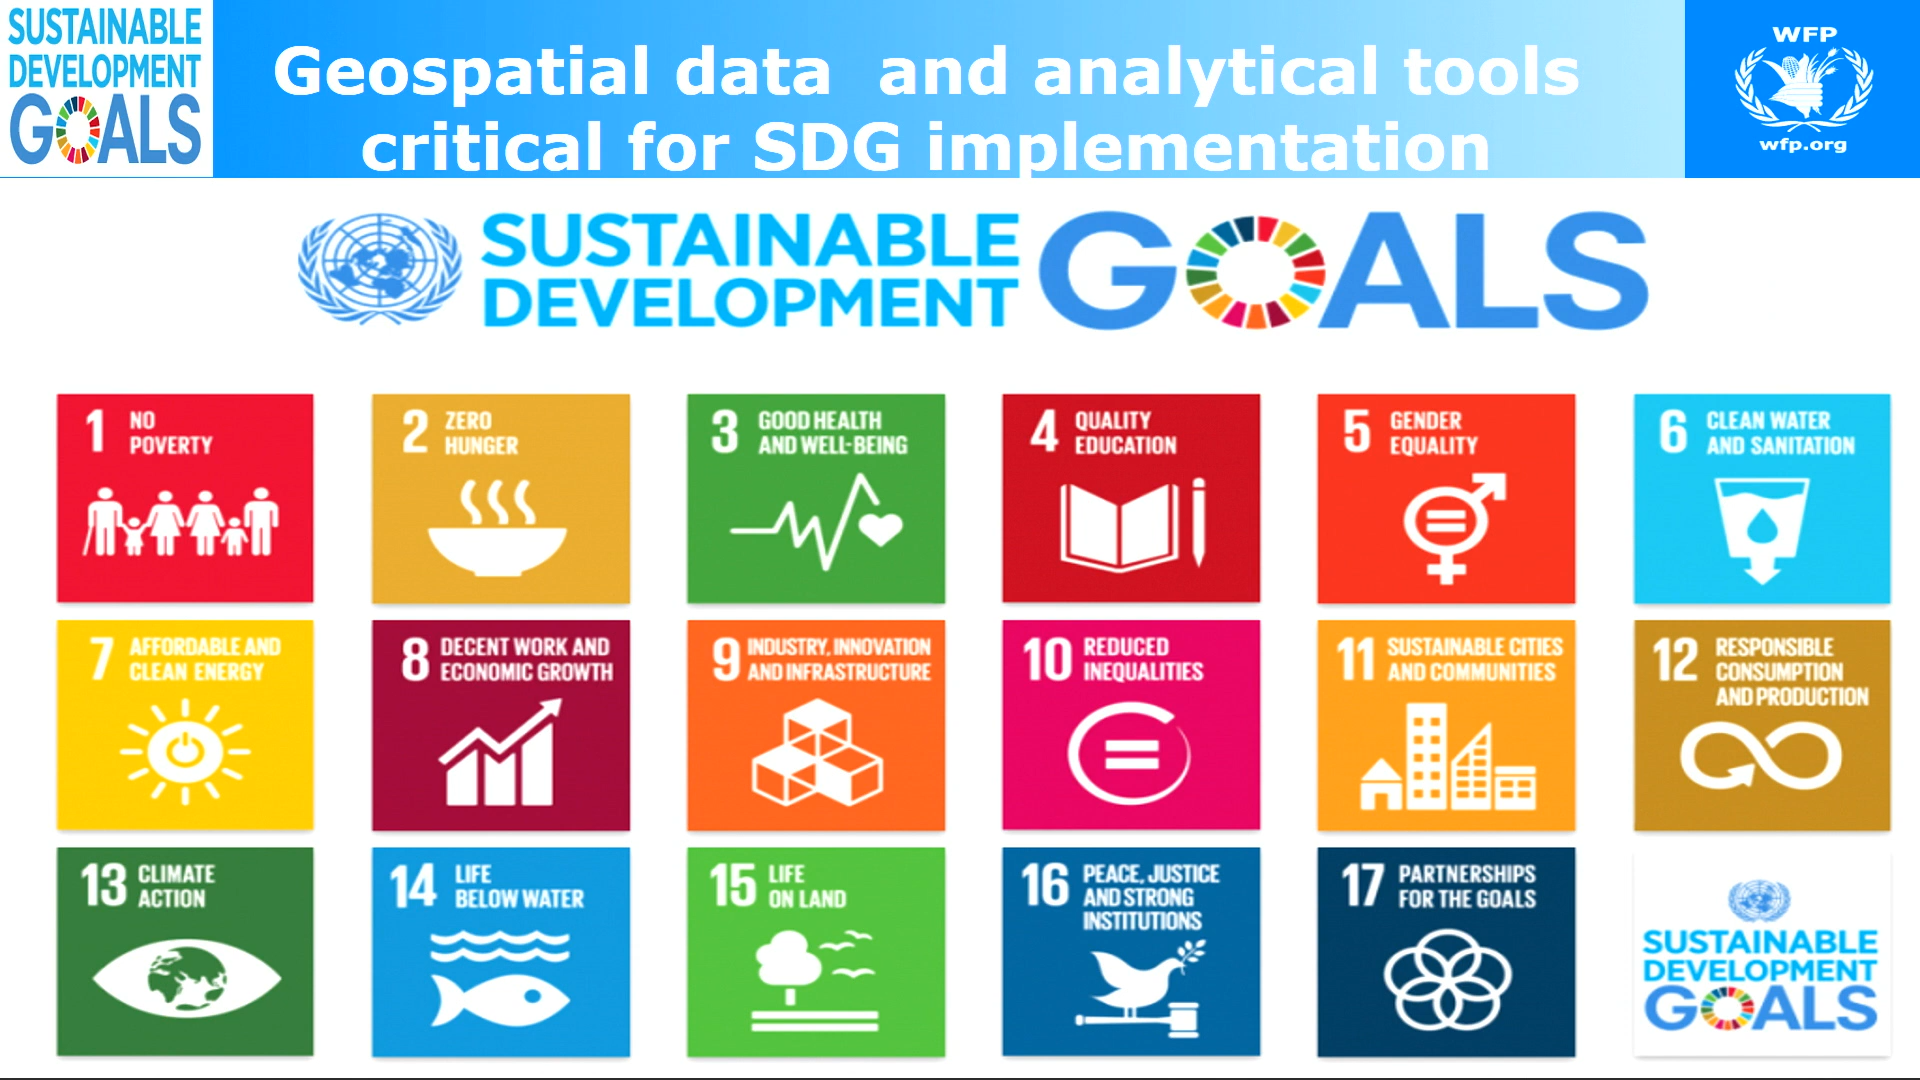 SUSTAINABLE
DEVELOPMENT
GOALS
Geospatial data  and analytical tools
critical for SDG implementation
WFP
wfp.org
SUSTAINABLE
DEVELOPMENT
GOALS
1 NO
POVERTY
2 ZERO
HUNGER
3 GOOD HEALTH
AND WELL-BEING
4 QUALITY
EDUCATION
5 GENDER
EQUALITY
6 CLEAN WATER
AND SANITATION
7 AFFORDABLE AND
CLEAN ENERGY
8 DECENT WORK AND
ECONOMIC GROWTH
9 INDUSTRY, INNOVATION
AND INFRASTRUCTURE
10 REDUCED
INEQUALITIES
11 SUSTAINABLE CITIES
AND COMMUNITIES
12 RESPONSIBLE
CONSUMPTION
AND PRODUCTION
13 CLIMATE
ACTION
14 LIFE
BELOW WATER
15 LIFE
ON LAND
16 PEACE, JUSTICE
AND STRONG
INSTITUTIONS
17 PARTNERSHIPS
FOR THE GOALS
SUSTAINABLE
DEVELOPMENT
GOALS